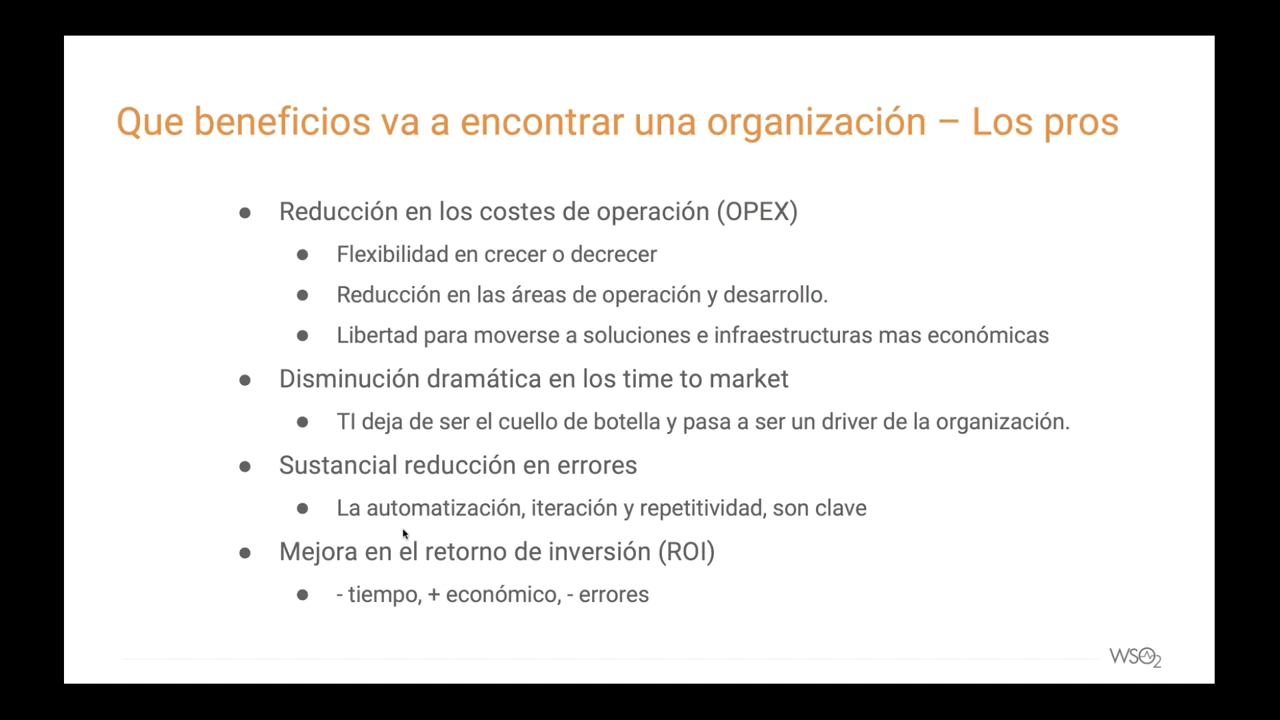 Que beneficios va a encontrar una organización – Los pros
● Reducción en los costes de operación (OPEX)
● Flexibilidad en crecer o decrecer
● Reducción en las áreas de operación y desarrollo.
● Libertad para moverse a soluciones e infraestructuras mas económicas
● Disminución dramática en los time to market
● TI deja de ser el cuello de botella y pasa a ser un driver de la organización.
● Sustancial reducción en errores
● La automatización, iteración y repetitividad, son clave
● Mejora en el retorno de inversión (ROI)
● - tiempo, + económico, - errores
WSO2